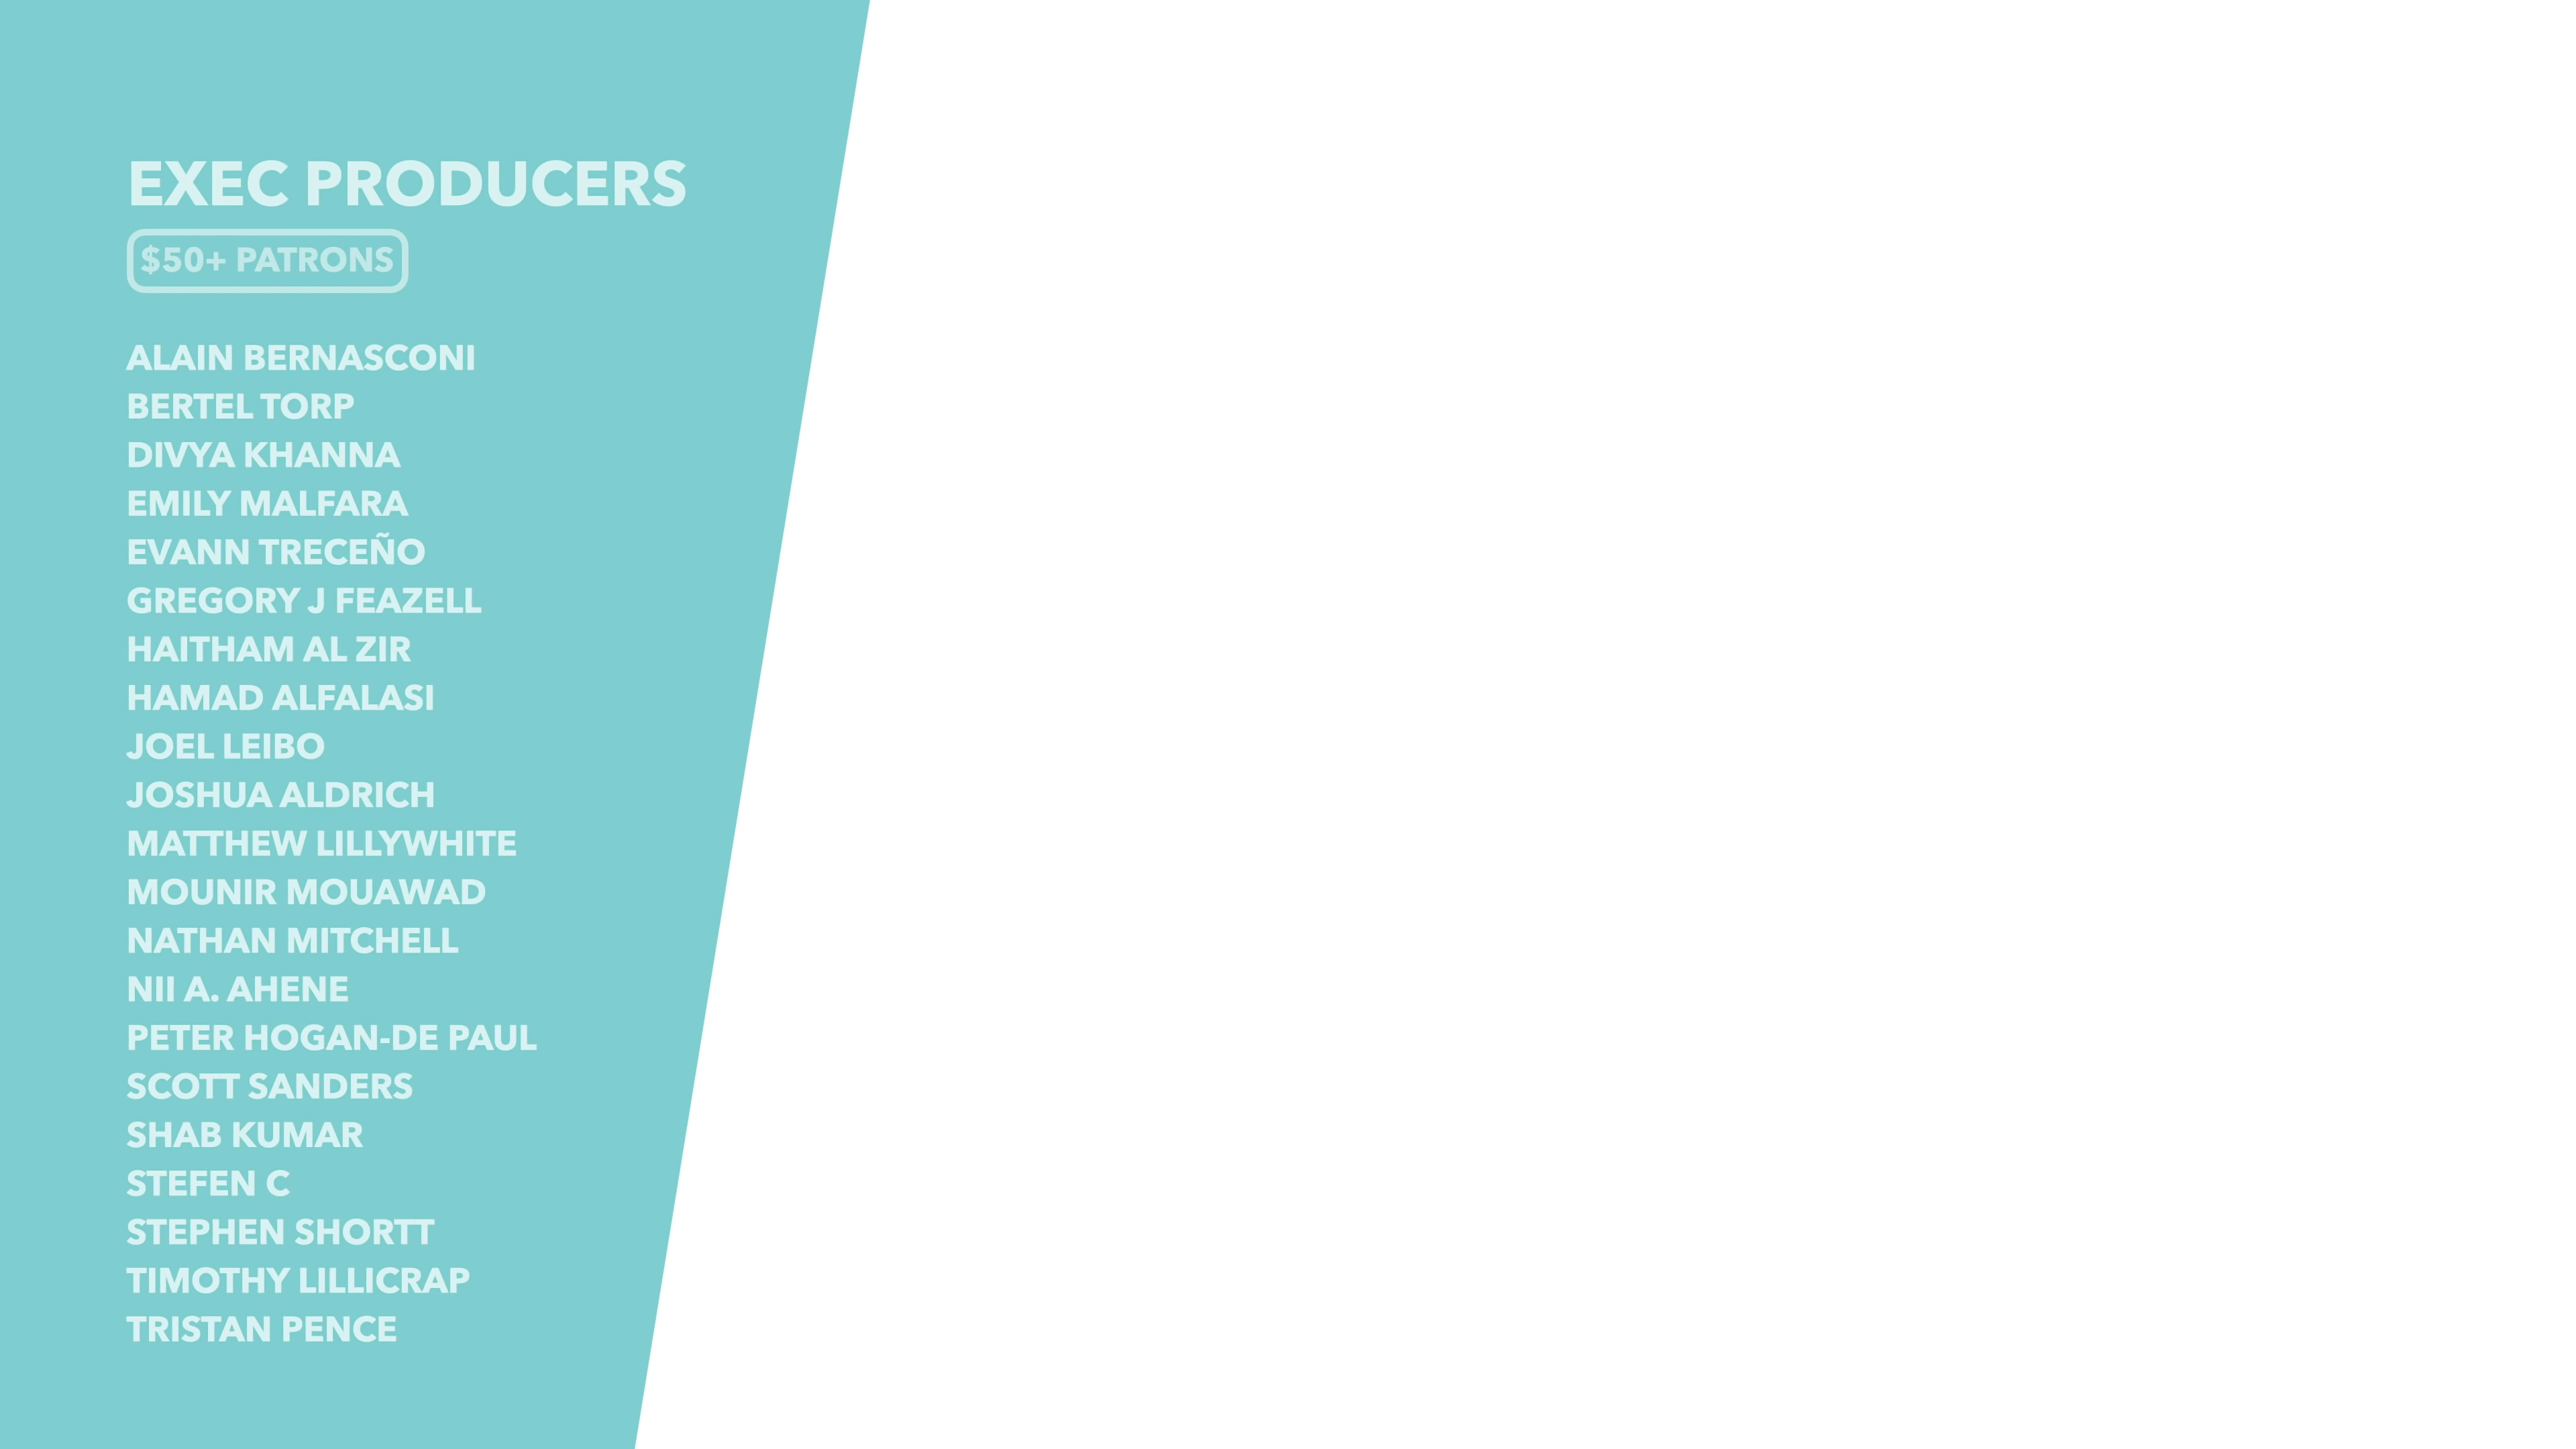 EXEC PRODUCERS
$50+ PATRONS
ALAIN BERNASCONI
BERTEL TORP
DIVYA KHANNA
EMILY MALFARA
EVANN TRECEÑO
GREGORY J FEAZELL
HAITHAM AL ZIR
HAMAD ALFALASI
JOEL LEIBO
JOSHUA ALDRICH
MATTHEW LILLYWHITE
MOUNIR MOUAWAD
NATHAN MITCHELL
NII A. AHENE
PETER HOGAN-DE PAUL
SCOTT SANDERS
SHAB KUMAR
STEFEN C
STEPHEN SHORTT
TIMOTHY LILLICRAP
TRISTAN PENCE